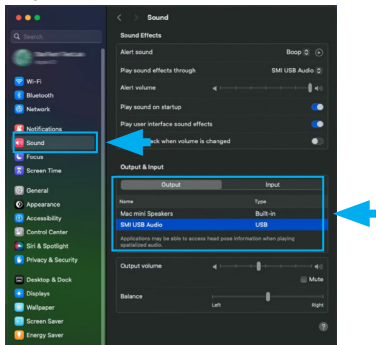 Sound
Search
Wi-Fi
Bluetooth
Network
Notifications
Sound
Focus
Screen Time
General
Appearance
Accessibility
Control Center
Siri & Spotlight
Privacy & Security
Desktop & Dock
Displays
Wallpaper
Screen Saver
Energy Saver
Sound Effects
Alert sound Boop
Play sound effects through SMI USB Audio
Alert volume
Play sound on startup
Play user interface sound effects
back when volume is changed
Output & Input
Output Input
Name Type
Mac mini Speakers Built-in
SMI USB Audio USB
Applications may be able to access head pose information when playing
spatialized audio.
Output volume
Mute
Balance
Left Right
?